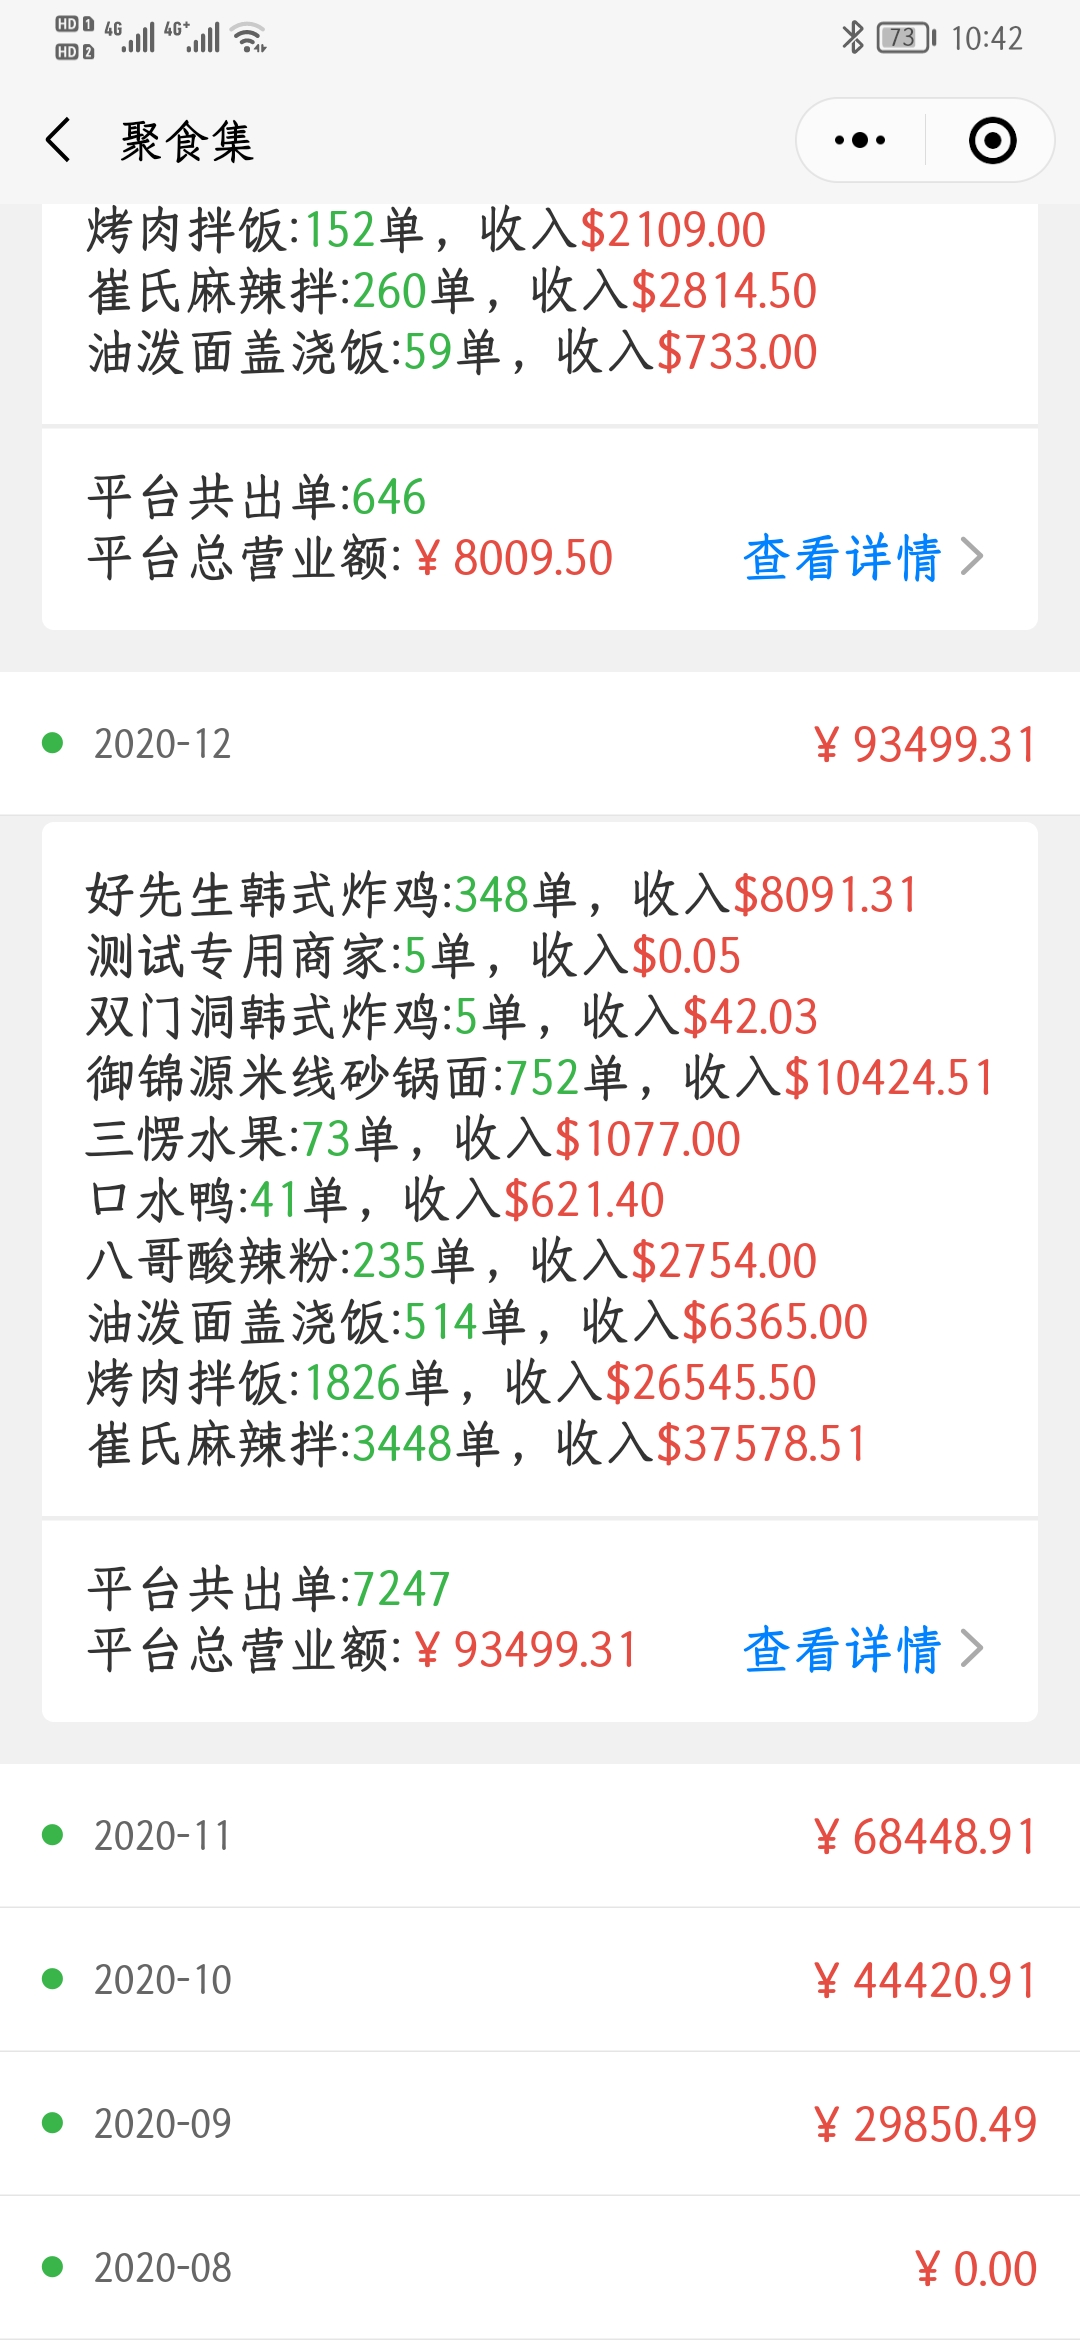 HD 1 4G 4G+
HD 2
73 10:42
聚食集
烤肉拌饭:152单，收入$2109.00
崔氏麻辣拌:260单，收入$2814.50
油泼面盖浇饭:59单，收入$733.00
平台共出单:646
平台总营业额:¥ 8009.50 查看详情
2020-12 ¥ 93499.31
好先生韩式炸鸡:348单，收入$8091.31
测试专用商家:5单，收入$0.05
双门洞韩式炸鸡:5单，收入$42.03
御锦源米线砂锅面:752单，收入$10424.51
三愣水果:73单，收入$1077.00
口水鸭:41单，收入$621.40
八哥酸辣粉:235单，收入$2754.00
油泼面盖浇饭:514单，收入$6365.00
烤肉拌饭:1826单，收入$26545.50
崔氏麻辣拌:3448单，收入$37578.51
平台共出单:7247
平台总营业额:¥ 93499.31 查看详情
2020-11 ¥ 68448.91
2020-10 ¥ 44420.91
2020-09 ¥ 29850.49
2020-08 ¥ 0.00